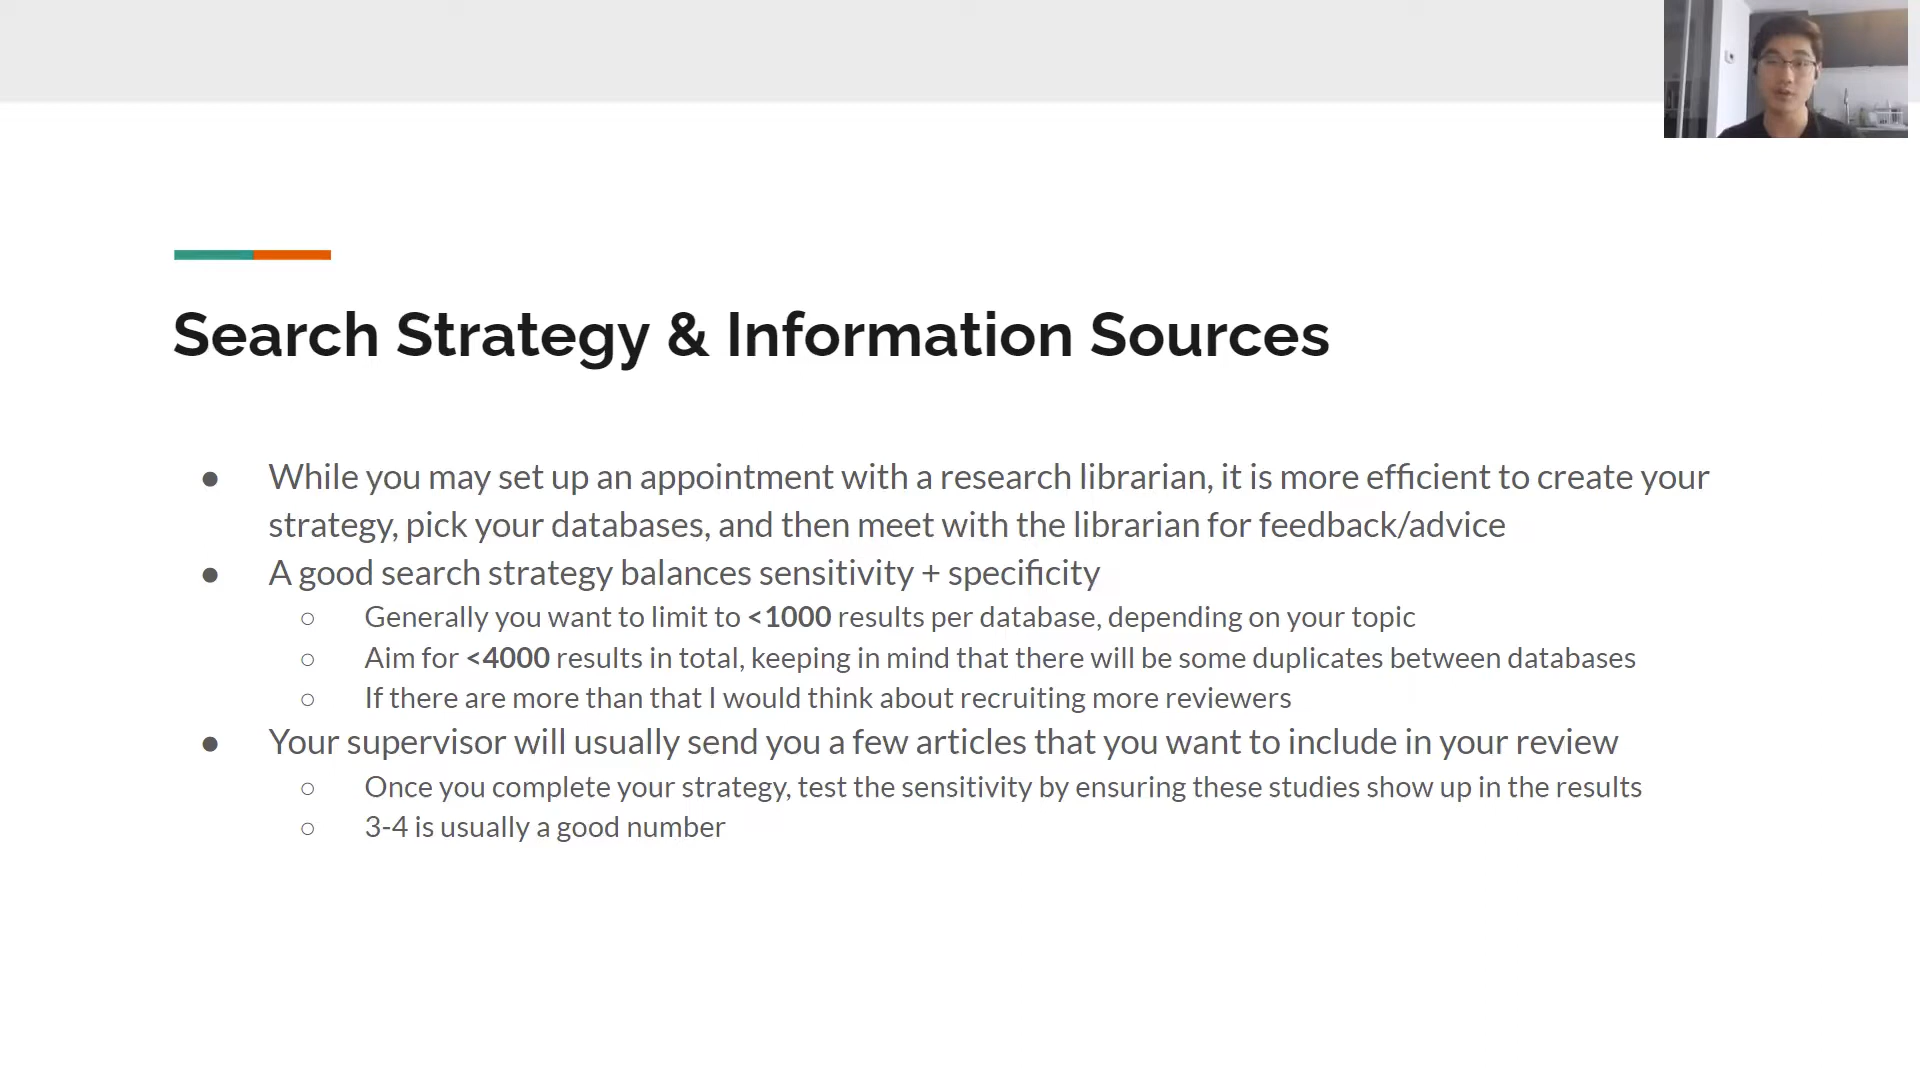 Search Strategy & Information Sources
● While you may set up an appointment with a research librarian, it is more efficient to create your
strategy, pick your databases, and then meet with the librarian for feedback/advice
● A good search strategy balances sensitivity + specificity
○ Generally you want to limit to <1000 results per database, depending on your topic
○ Aim for <4000 results in total, keeping in mind that there will be some duplicates between databases
○ If there are more than that I would think about recruiting more reviewers
● Your supervisor will usually send you a few articles that you want to include in your review
○ Once you complete your strategy, test the sensitivity by ensuring these studies show up in the results
○ 3-4 is usually a good number